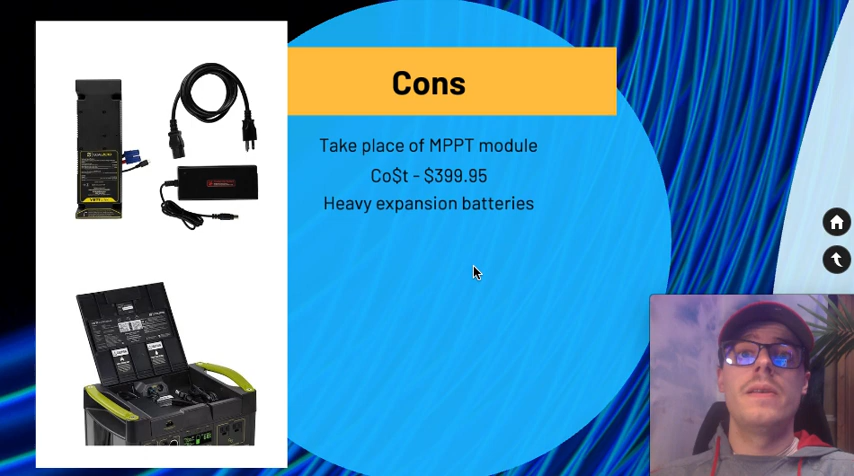 Cons
Take place of MPPT module
Co$t - $399.95
Heavy expansion batteries